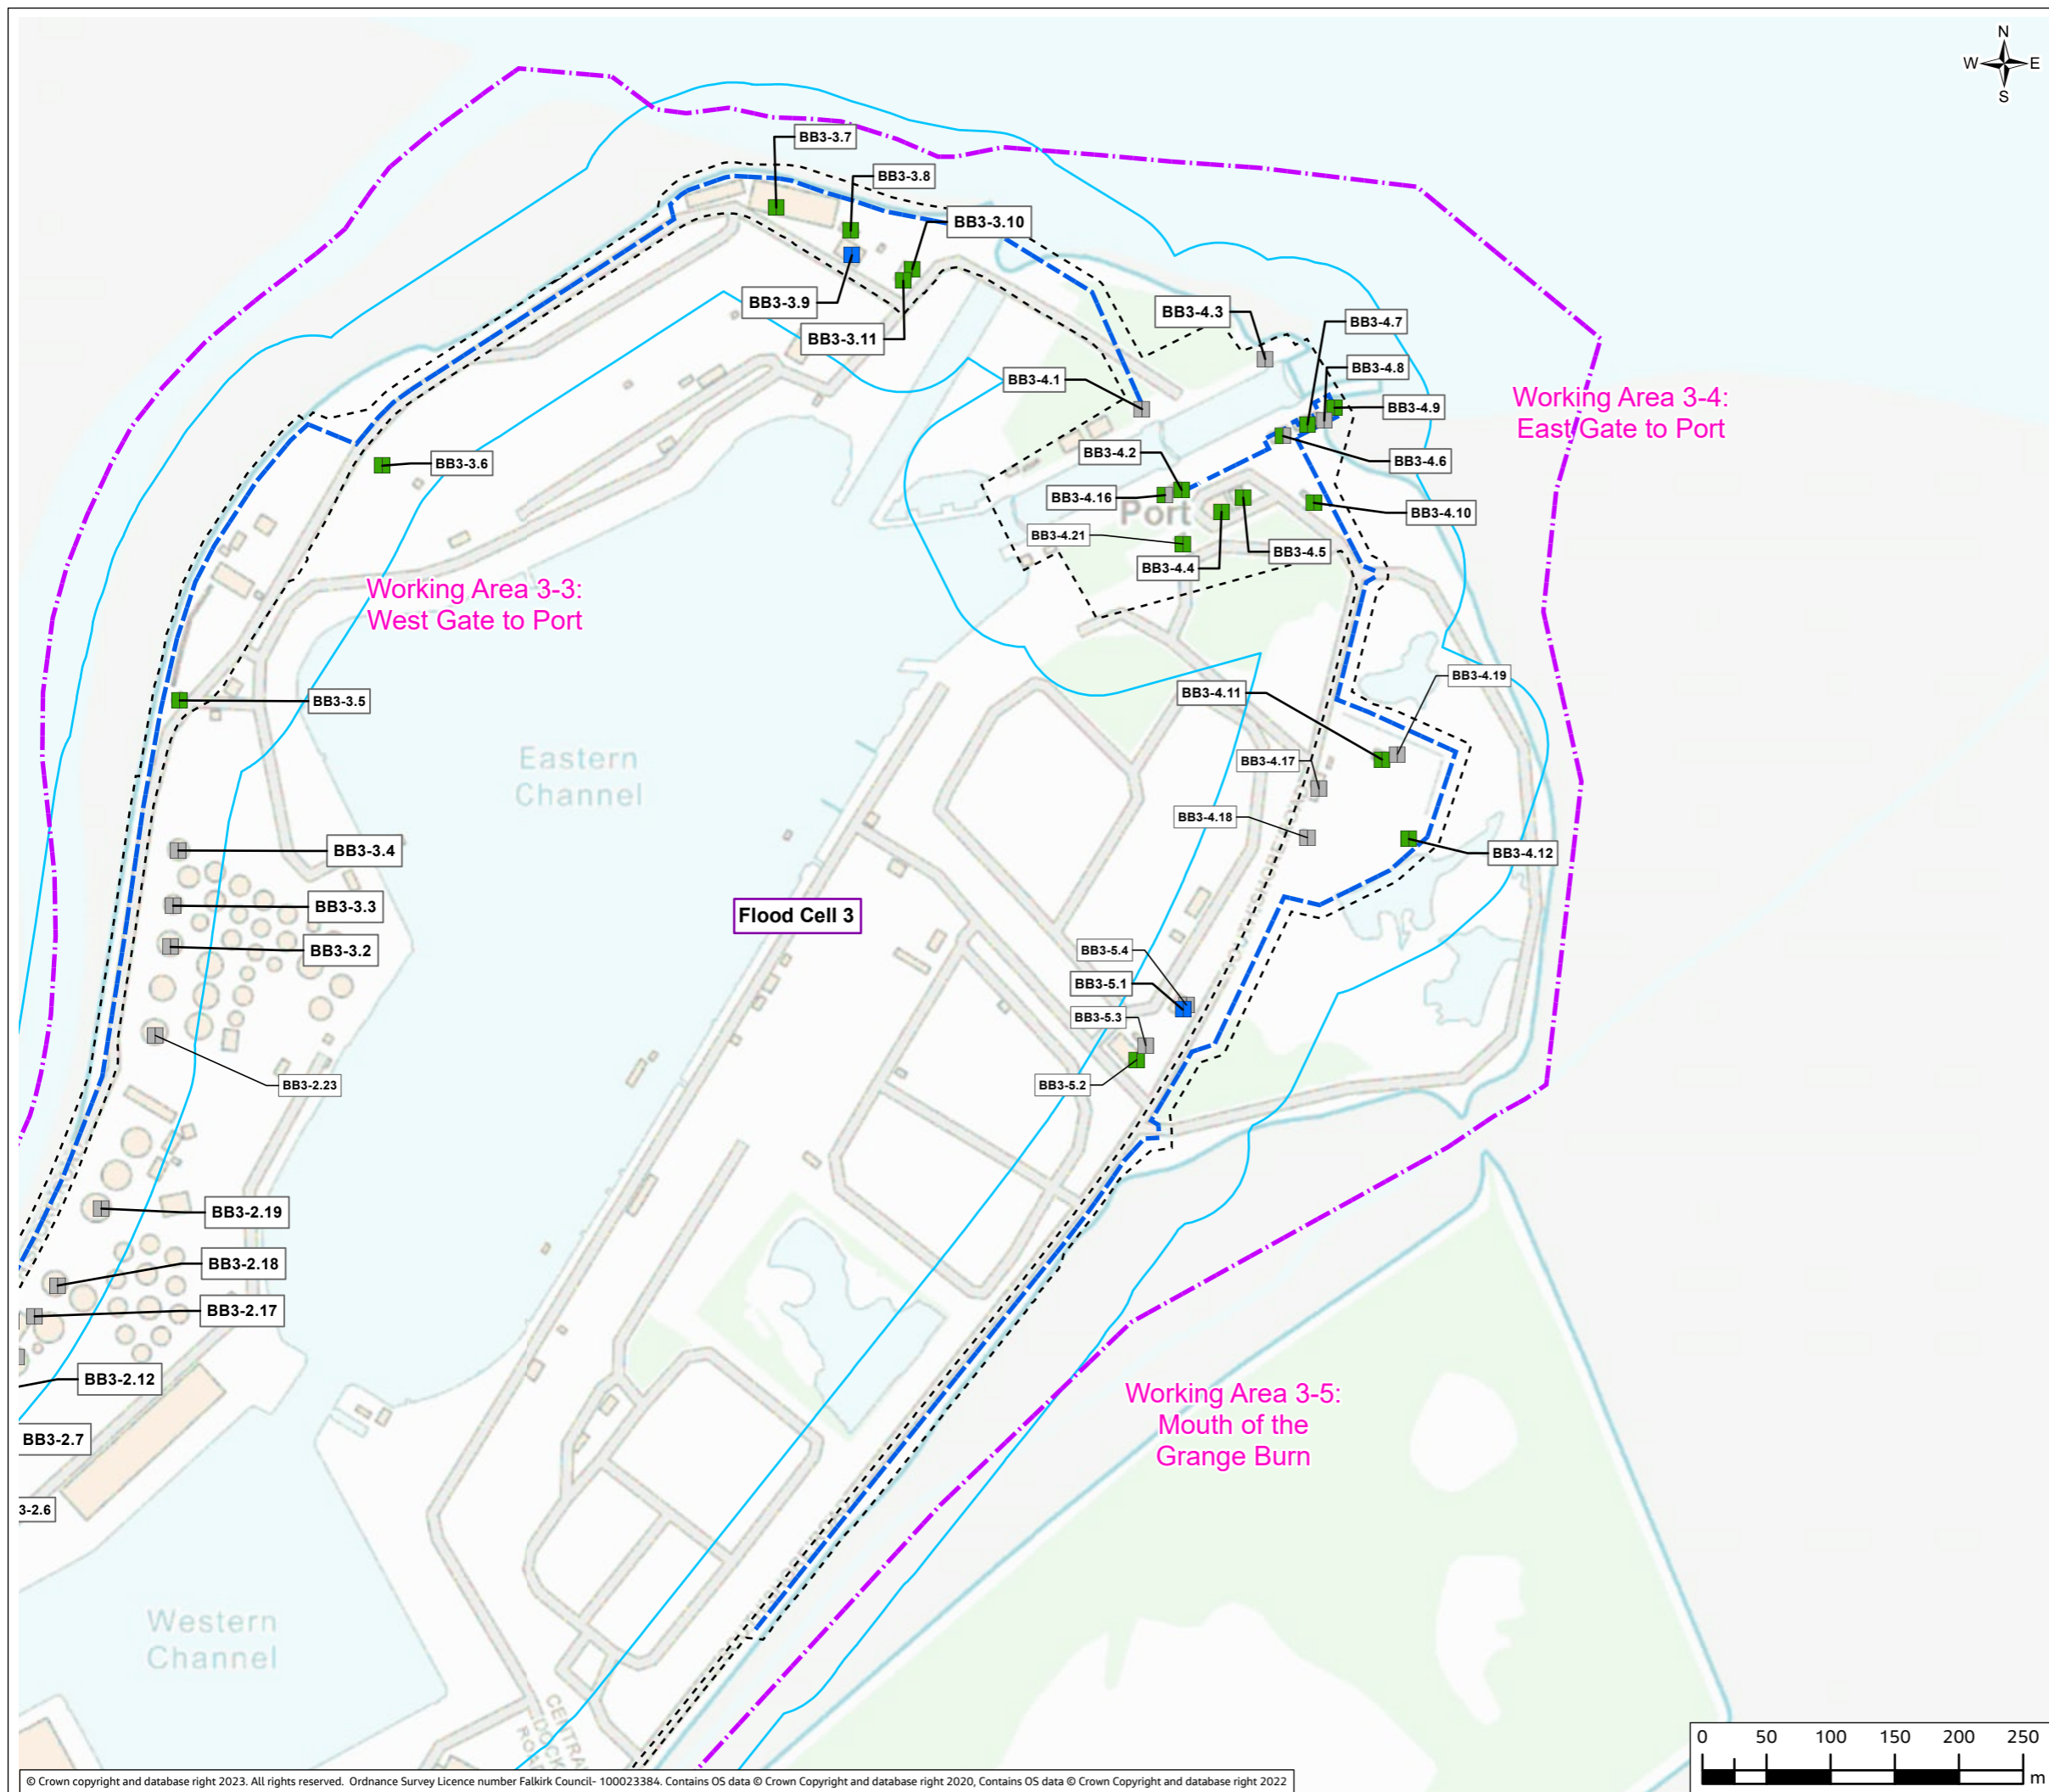 N
W E
S
BB3-3.7
BB3-3.8
BB3-3.10
BB3-3.9
BB3-3.11
BB3-4.3
BB3-4.7
BB3-4.1
BB3-4.8
BB3-4.9
Working Area 3-4:
East Gate to Port
BB3-3.6
BB3-4.2
BB3-4.6
BB3-4.16
Port
BB3-4.10
BB3-4.21
BB3-4.5
BB3-4.4
Working Area 3-3:
West Gate to Port
BB3-3.5
BB3-4.11
BB3-4.19
Eastern
Channel
BB3-4.17
BB3-4.18
BB3-3.4
BB3-4.12
BB3-3.3
Flood Cell 3
BB3-3.2
BB3-5.4
BB3-5.1
BB3-5.3
BB3-2.23
BB3-5.2
BB3-2.19
BB3-2.18
BB3-2.17
BB3-2.12
Working Area 3-5:
Mouth of the
Grange Burn
BB3-2.7
3-2.6
Western
Channel
CENTRA
DOCK
ROA
0 50 100 150 200 250
m
© Crown copyright and database right 2023. All rights reserved. Ordnance Survey Licence number Falkirk Council- 100023384. Contains OS data © Crown Copyright and database right 2020, Contains OS data © Crown Copyright and database right 2022